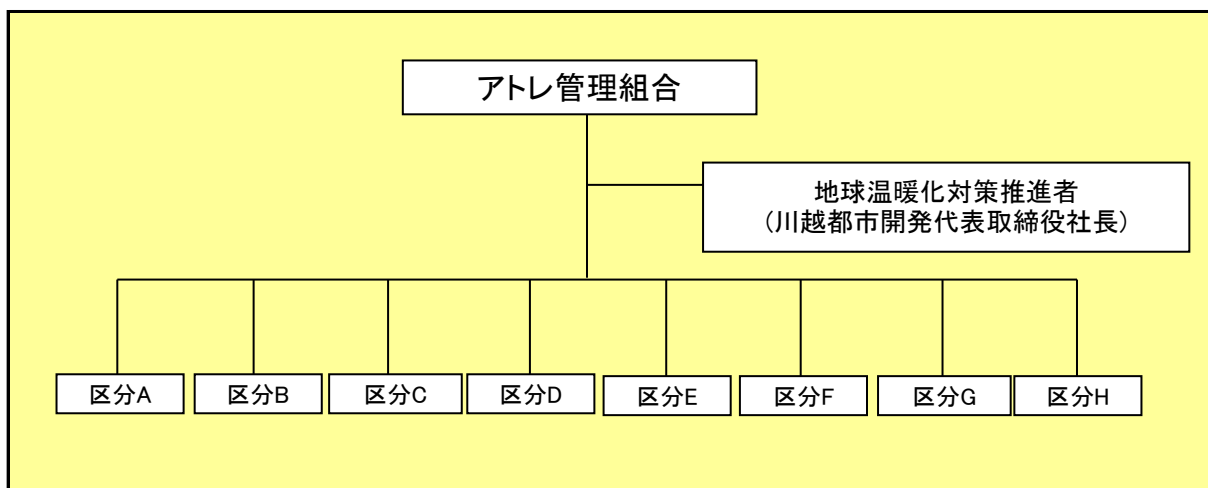 アトレ管理組合
地球温暖化対策推進者
（川越都市開発代表取締役社長）
区分A
区分B
区分C
区分D
区分E
区分F
区分G
区分H